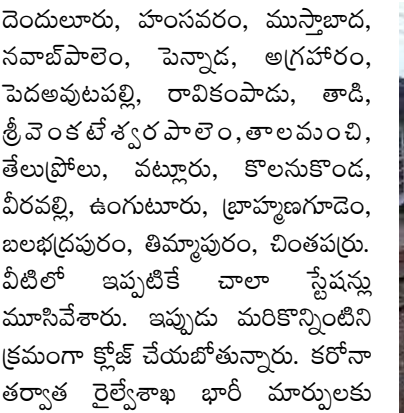 దెందులూరు, హంసవరం, ముస్తాబాద,
నవాబ్‌పాలెం, పెన్నాడ, అగ్రహారం,
పెదఅవుటపల్లి, రావికంపాడు, తాడి,
శ్రీవెంకటేశ్వరపాలెం,తాలమంచి,
తేలుప్రోలు, వట్లూరు, కొలనుకొండ,
వీరవల్లి, ఉంగుటూరు, బ్రాహ్మణగూడెం,
బలభద్రపురం, తిమ్మాపురం, చింతపర్రు.
వీటిలో ఇప్పటికే చాలా స్టేషన్లు
మూసివేశారు. ఇప్పుడు మరికొన్నింటిని
క్రమంగా క్లోజ్ చేయబోతున్నారు. కరోనా
తర్వాత రైల్వేశాఖ భారీ మార్పులకు